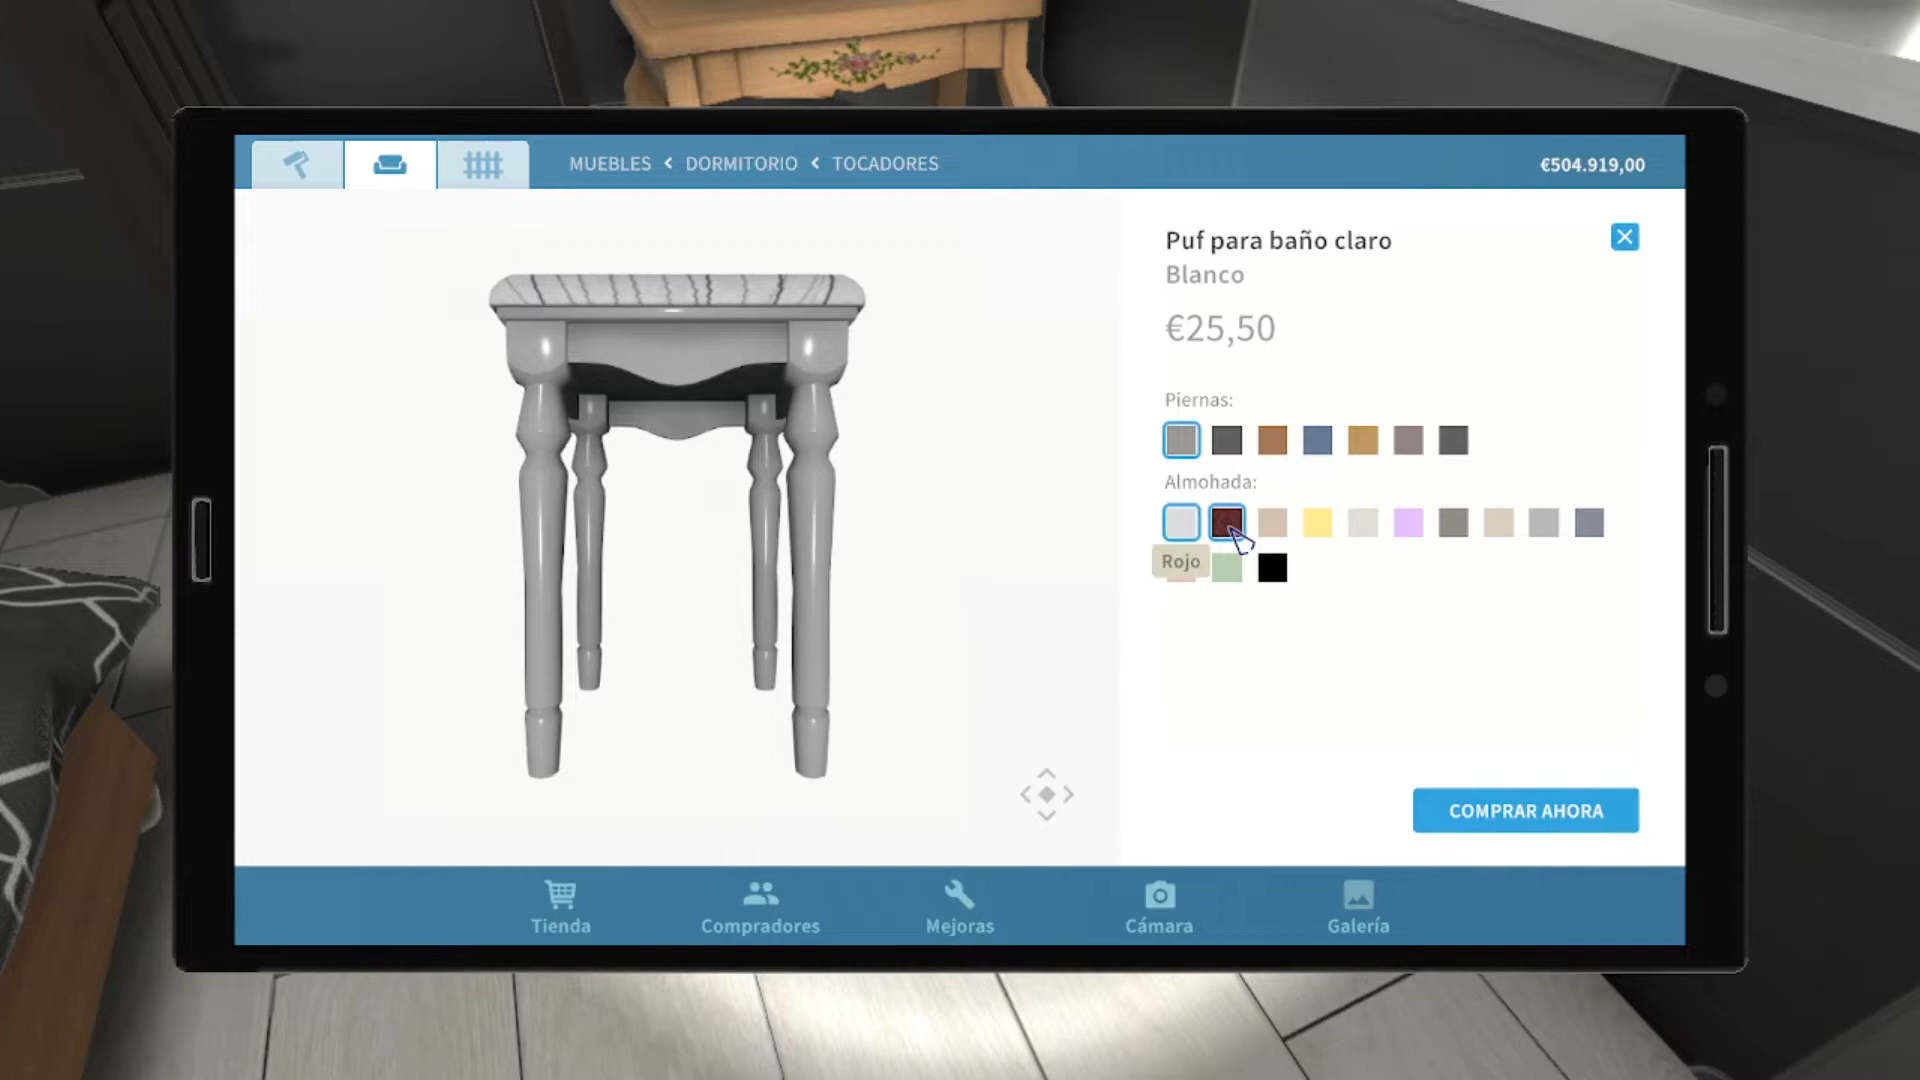 MUEBLES < DORMITORIO < TOCADORES
€504.919,00
Puf para baño claro
Blanco
€25,50
Piernas:
Almohada:
Rojo
COMPRAR AHORA
Tienda
Compradores
Mejoras
Cámara
Galería